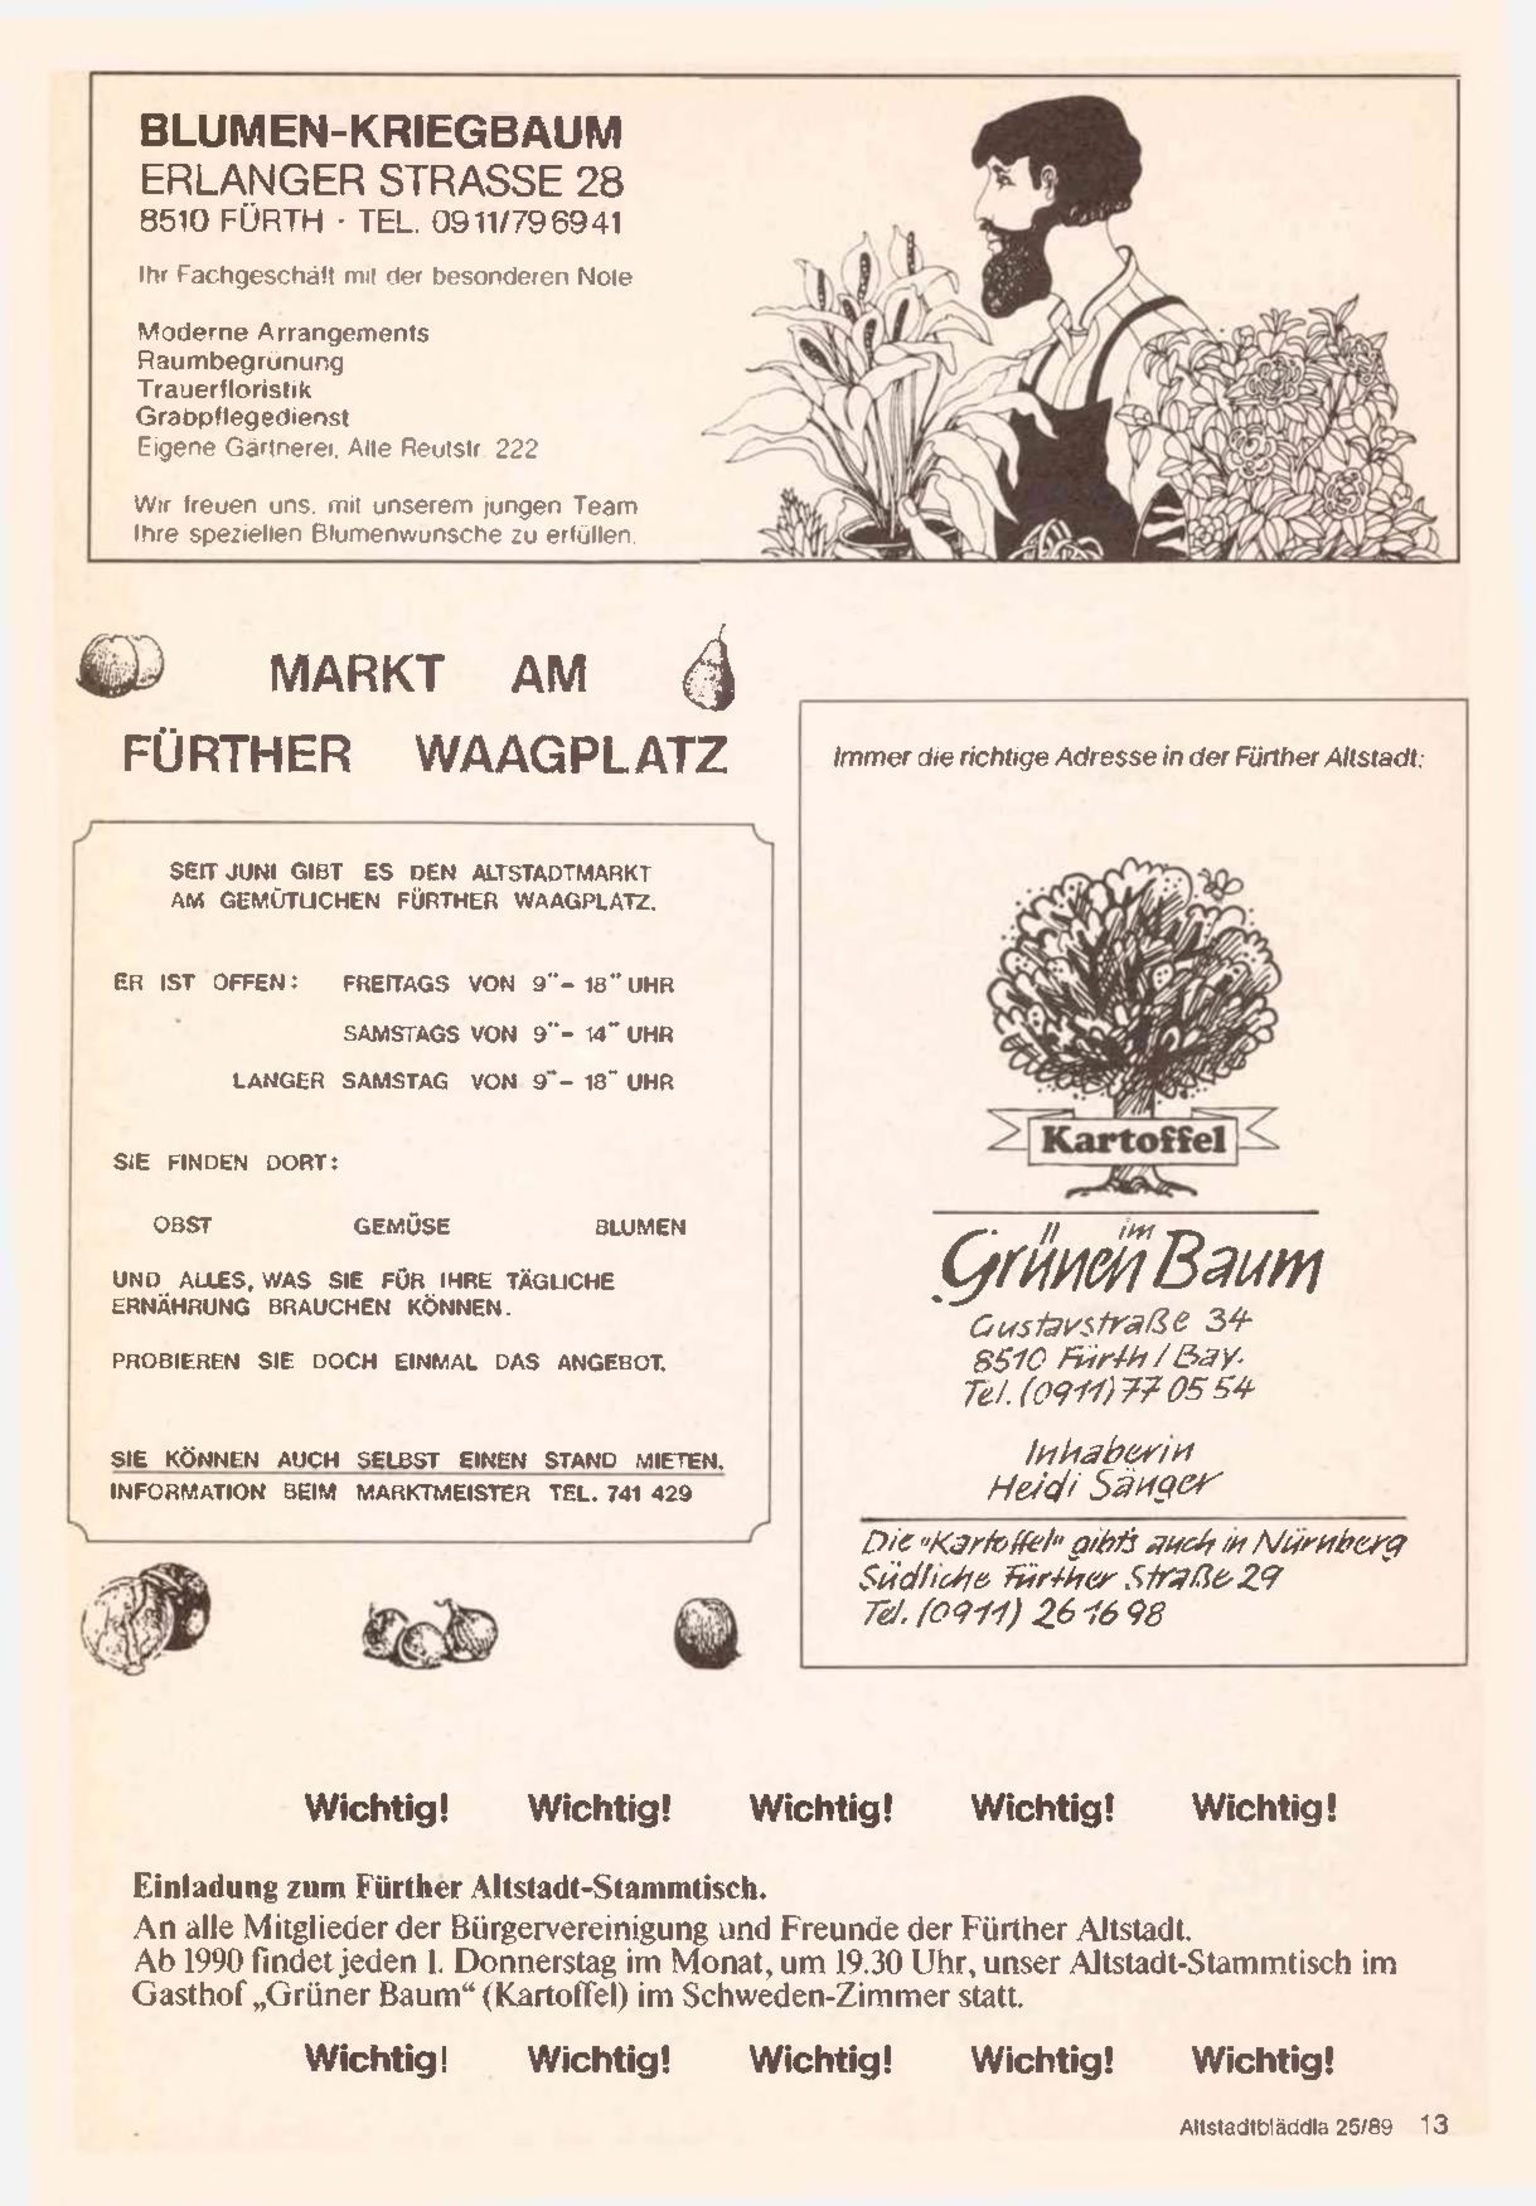 BLUMEN-KRIEGBAUM
ERLANGER STRASSE 28
8510 FÜRTH · TEL. 0911/796941
Ihr Fachgeschäft mit der besonderen Note
Moderne Arrangements
Raumbegrünung
Trauerfloristik
Grabpflegedienst
Eigene Gärtnerei, Alte Reutstr. 222
Wir freuen uns, mit unserem jungen Team
Ihre speziellen Blumenwünsche zu erfüllen.
MARKT AM
FÜRTHER WAAGPLATZ
SEIT JUNI GIBT ES DEN ALTSTADTMARKT
AM GEMÜTLICHEN FÜRTHER WAAGPLATZ.
ER IST OFFEN: FREITAGS VON 9°°- 18°° UHR
SAMSTAGS VON 9°°- 14°° UHR
LANGER SAMSTAG VON 9°°- 18°° UHR
SIE FINDEN DORT:
OBST GEMÜSE BLUMEN
UND ALLES, WAS SIE FÜR IHRE TÄGLICHE
ERNÄHRUNG BRAUCHEN KÖNNEN.
PROBIEREN SIE DOCH EINMAL DAS ANGEBOT.
SIE KÖNNEN AUCH SELBST EINEN STAND MIETEN.
INFORMATION BEIM MARKTMEISTER TEL. 741 429
Immer die richtige Adresse in der Fürther Altstadt:
Kartoffel
im
Grünen Baum
Gustavstraße 34
8510 Fürth / Bay.
Tel. (0911) 77 05 54
Inhaberin
Heidi Sänger
Die "Kartoffel" gibt's auch in Nürnberg
Südliche Fürther Straße 29
Tel. (0911) 26 16 98
Wichtig! Wichtig! Wichtig! Wichtig! Wichtig!
Einladung zum Fürther Altstadt-Stammtisch.
An alle Mitglieder der Bürgervereinigung und Freunde der Fürther Altstadt.
Ab 1990 findet jeden 1. Donnerstag im Monat, um 19.30 Uhr, unser Altstadt-Stammtisch im
Gasthof „Grüner Baum“ (Kartoffel) im Schweden-Zimmer statt.
Wichtig! Wichtig! Wichtig! Wichtig! Wichtig!
Altstadtbläddla 25/89 13